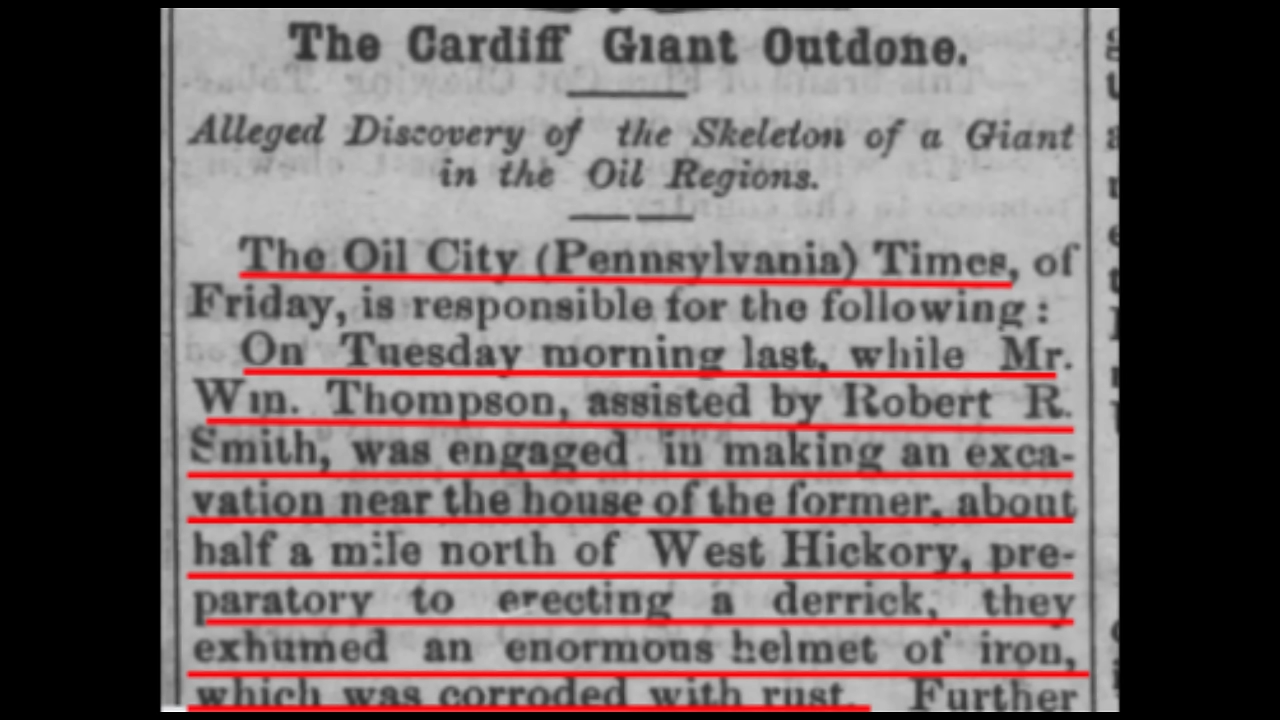 The Cardiff Giant Outdone.
Alleged Discovery of the Skeleton of a Giant
in the Oil Regions.
The Oil City (Pennsylvania) Times, of
Friday, is responsible for the following :
On Tuesday morning last, while Mr.
Wm. Thompson, assisted by Robert R.
Smith, was engaged in making an exca-
vation near the house of the former, about
half a mile north of West Hickory, pre-
paratory to erecting a derrick, they
exhumed an enormous helmet of iron,
which was corroded with rust. Further